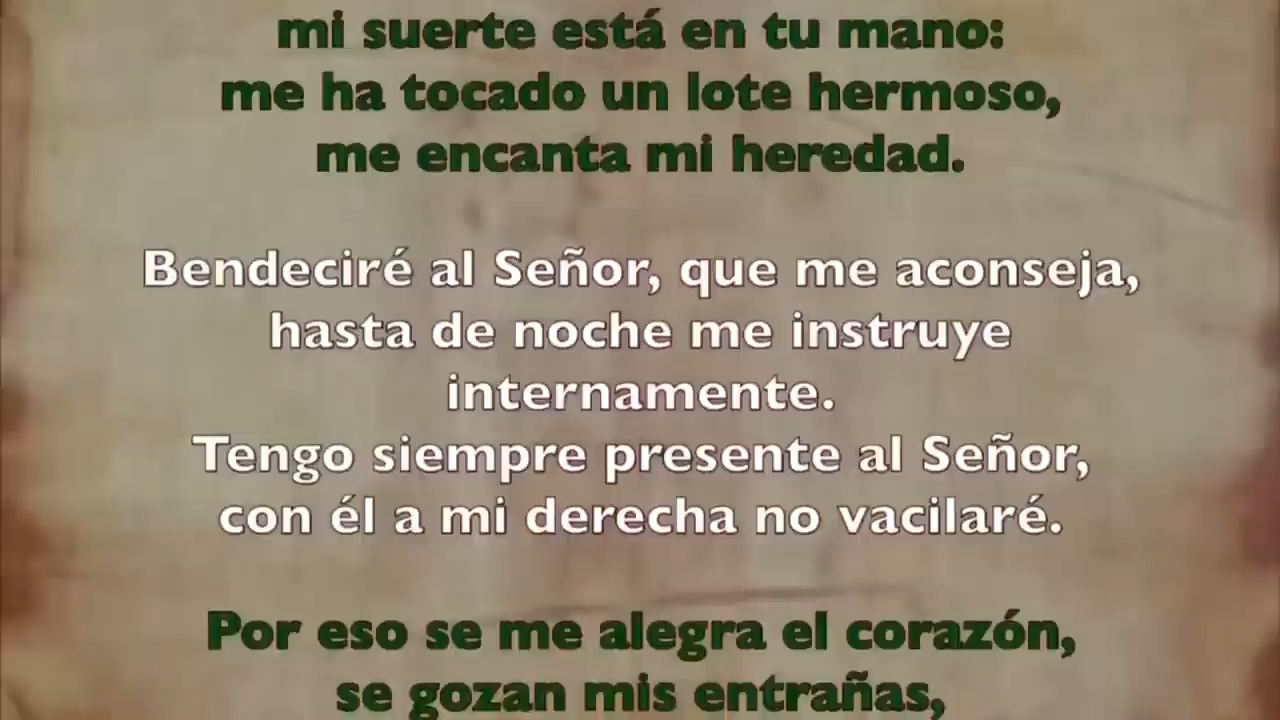 mi suerte está en tu mano:
me ha tocado un lote hermoso,
me encanta mi heredad.
Bendeciré al Señor, que me aconseja,
hasta de noche me instruye
internamente.
Tengo siempre presente al Señor,
con él a mi derecha no vacilaré.
Por eso se me alegra el corazón,
se gozan mis entrañas,